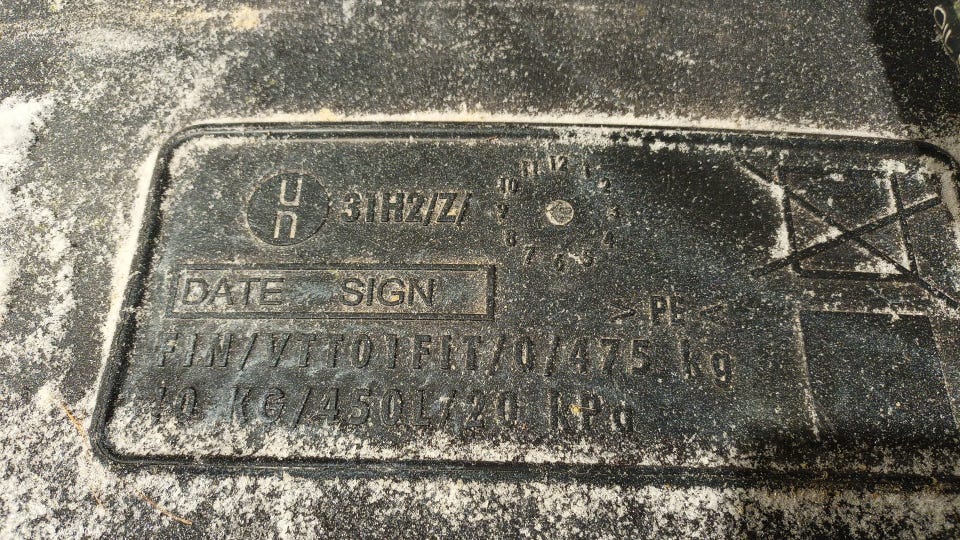 un 31H2/Z/
12 1 2 3 4 5 6 7 8 9 10 11
DATE SIGN
> PE <
FIN/VTT01FIT/0/475 kg
10 KG/450L/20 kPa